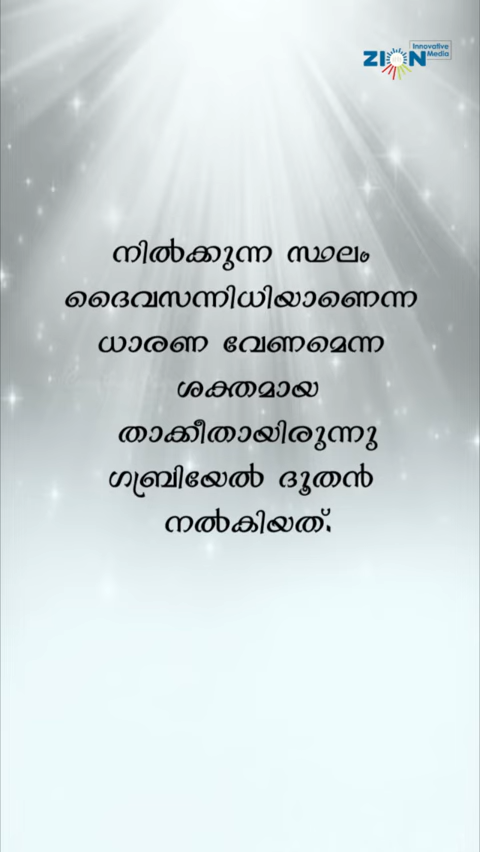 ZION
Innovative
Media
നിൽക്കുന്ന സ്ഥലം
ദൈവസന്നിധിയാണെന്ന
ധാരണ വേണമെന്ന
ശക്തമായ
താക്കീതായിരുന്നു
ഗബ്രിയേൽ ദൂതൻ
നൽകിയത്.